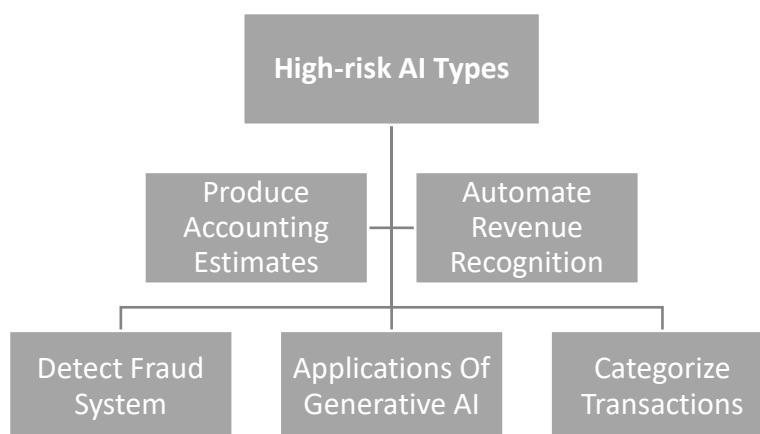 High-risk AI Types
Produce
Accounting
Estimates
Automate
Revenue
Recognition
Detect Fraud
System
Applications Of
Generative AI
Categorize
Transactions